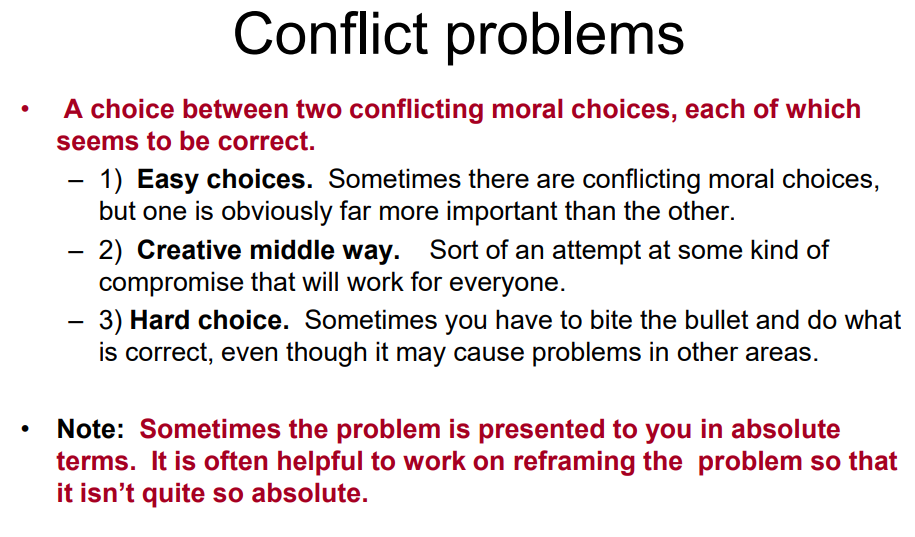 Conflict problems
• A choice between two conflicting moral choices, each of which
seems to be correct.
– 1) Easy choices. Sometimes there are conflicting moral choices,
but one is obviously far more important than the other.
– 2) Creative middle way. Sort of an attempt at some kind of
compromise that will work for everyone.
– 3) Hard choice. Sometimes you have to bite the bullet and do what
is correct, even though it may cause problems in other areas.
• Note: Sometimes the problem is presented to you in absolute
terms. It is often helpful to work on reframing the problem so that
it isn’t quite so absolute.